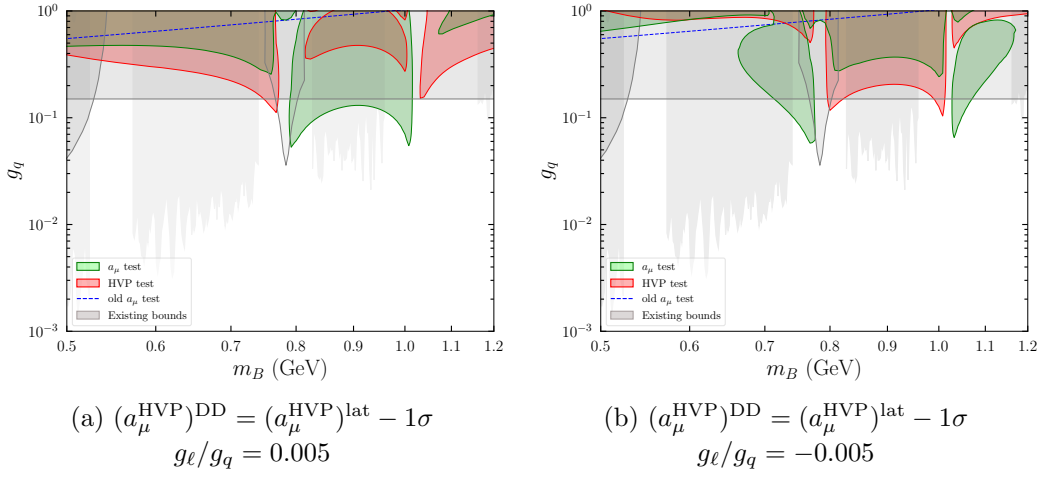 10⁰
10⁻¹
10⁻²
10⁻³
g_q
a_μ test
HVP test
old a_μ test
Existing bounds
0.5 0.6 0.7 0.8 0.9 1.0 1.1 1.2
m_B (GeV)
(a) (a_μ^HVP)^DD = (a_μ^HVP)^lat − 1σ
g_ℓ/g_q = 0.005
10⁰
10⁻¹
10⁻²
10⁻³
g_q
a_μ test
HVP test
old a_μ test
Existing bounds
0.5 0.6 0.7 0.8 0.9 1.0 1.1 1.2
m_B (GeV)
(b) (a_μ^HVP)^DD = (a_μ^HVP)^lat − 1σ
g_ℓ/g_q = −0.005